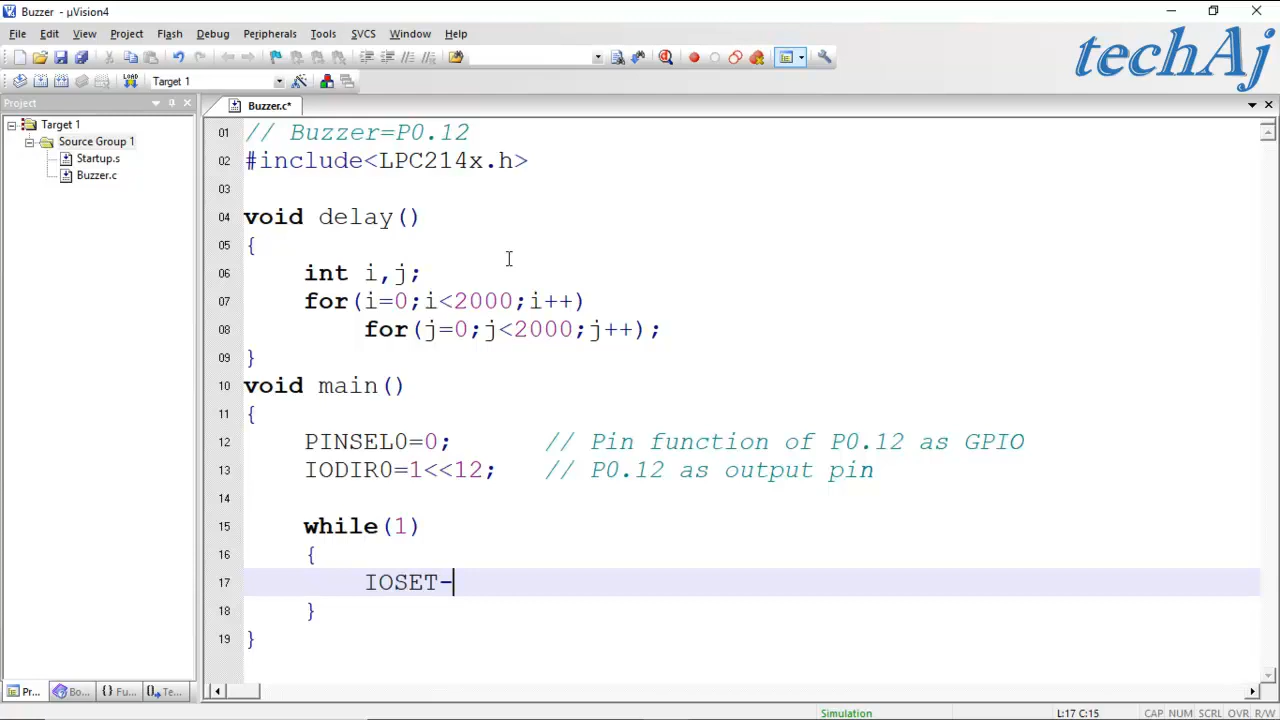 Buzzer - µVision4
File Edit View Project Flash Debug Peripherals Tools SVCS Window Help
techAj
LOAD
Target 1
Project
Buzzer.c*
Target 1
Source Group 1
Startup.s
Buzzer.c
01 // Buzzer=P0.12
02 #include<LPC214x.h>
03
04 void delay()
05 {
06 int i,j;
07 for(i=0;i<2000;i++)
08 for(j=0;j<2000;j++);
09 }
10 void main()
11 {
12 PINSEL0=0; // Pin function of P0.12 as GPIO
13 IODIR0=1<<12; // P0.12 as output pin
14
15 while(1)
16 {
17 IOSET-
18 }
19 }
Pr... Bo... {} Fu... Te...
Simulation L:17 C:15 CAP NUM SCRL OVR R/W